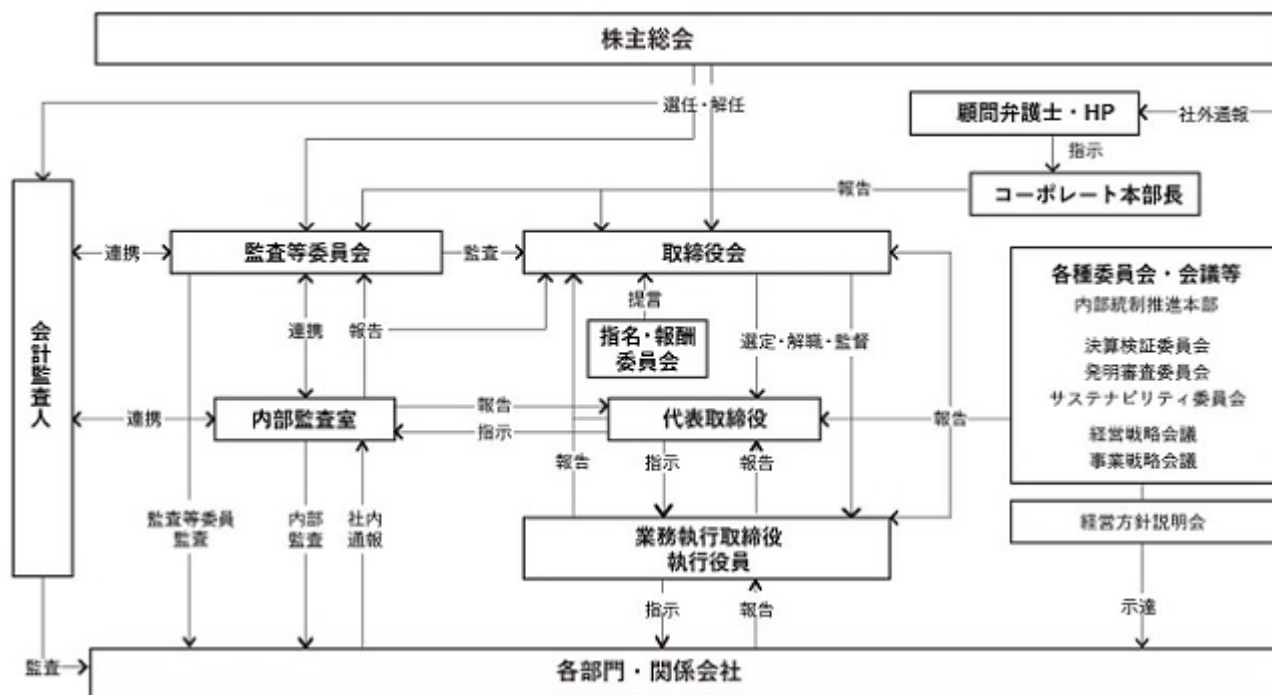 株主総会
選任・解任
顧問弁護士・HP
社外通報
指示
コーポレート本部長
報告
会計監査人
連携
監査等委員会
監査
取締役会
各種委員会・会議等
内部統制推進本部
決算検証委員会
発明審査委員会
サステナビリティ委員会
経営戦略会議
事業戦略会議
提言
指名・報酬
委員会
連携
報告
選定・解職・監督
連携
内部監査室
報告
指示
代表取締役
報告
報告
指示
報告
監査等委員
監査
内部
監査
社内
通報
業務執行取締役
執行役員
経営方針説明会
指示
報告
示達
監査
各部門・関係会社